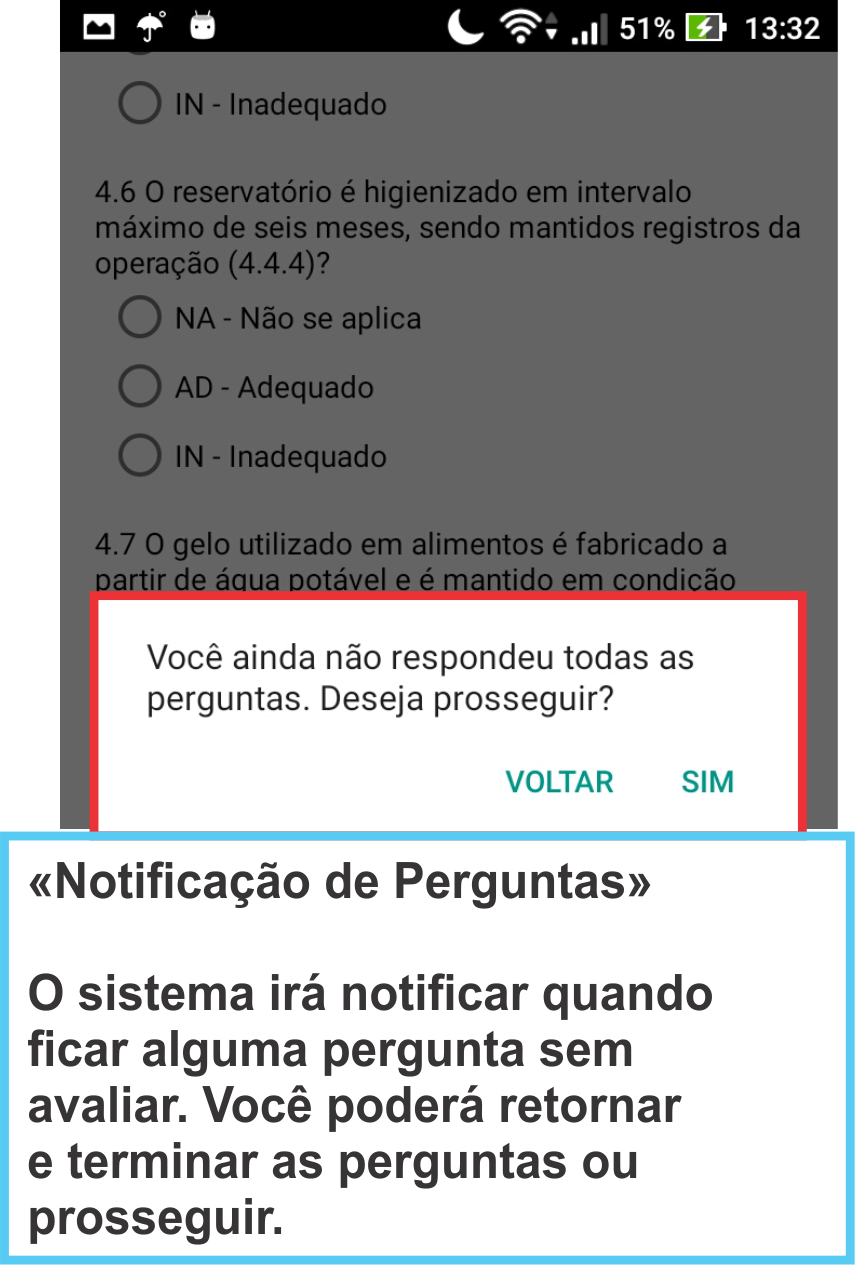 51% 13:32
IN - Inadequado
4.6 O reservatório é higienizado em intervalo
máximo de seis meses, sendo mantidos registros da
operação (4.4.4)?
NA - Não se aplica
AD - Adequado
IN - Inadequado
4.7 O gelo utilizado em alimentos é fabricado a
partir de água potável e é mantido em condição
Você ainda não respondeu todas as
perguntas. Deseja prosseguir?
VOLTAR SIM
«Notificação de Perguntas»
O sistema irá notificar quando
ficar alguma pergunta sem
avaliar. Você poderá retornar
e terminar as perguntas ou
prosseguir.